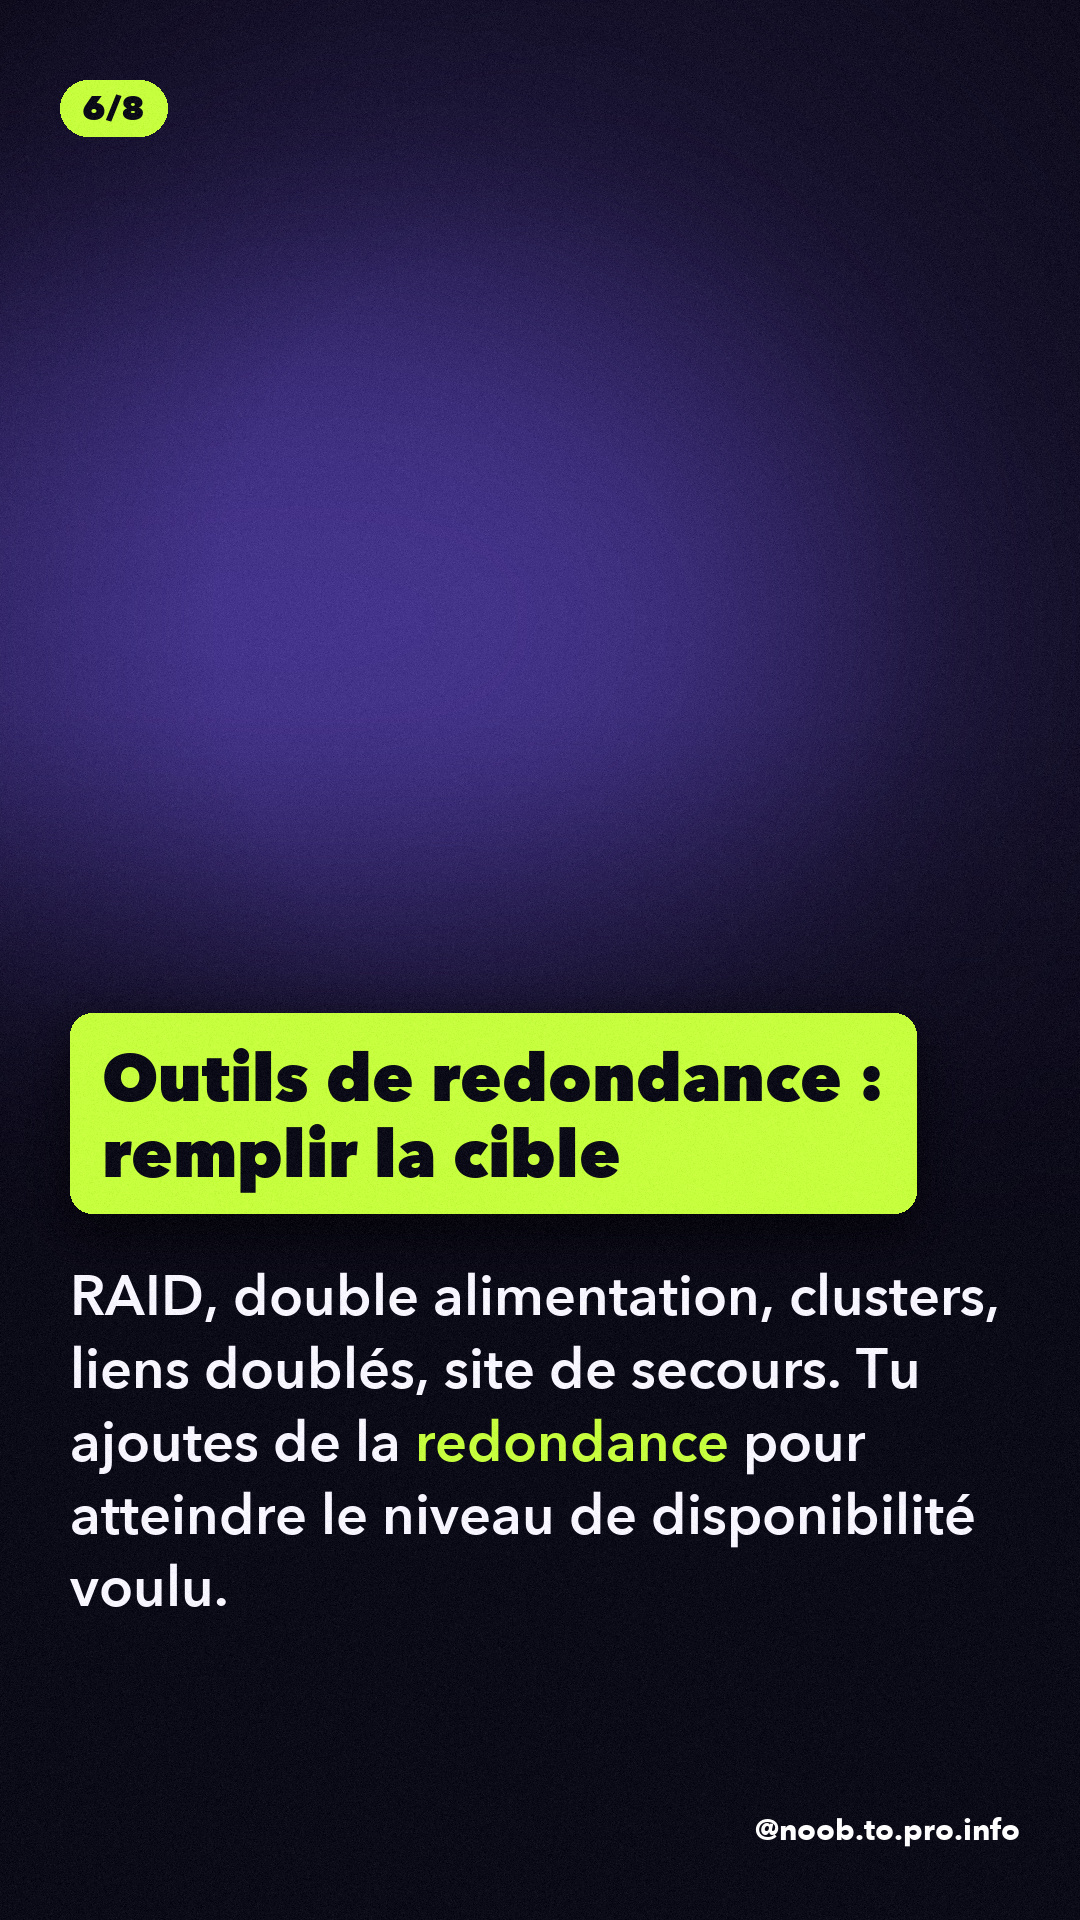 6/8
Outils de redondance :
remplir la cible
RAID, double alimentation, clusters,
liens doublés, site de secours. Tu
ajoutes de la redondance pour
atteindre le niveau de disponibilité
voulu.
@noob.to.pro.info